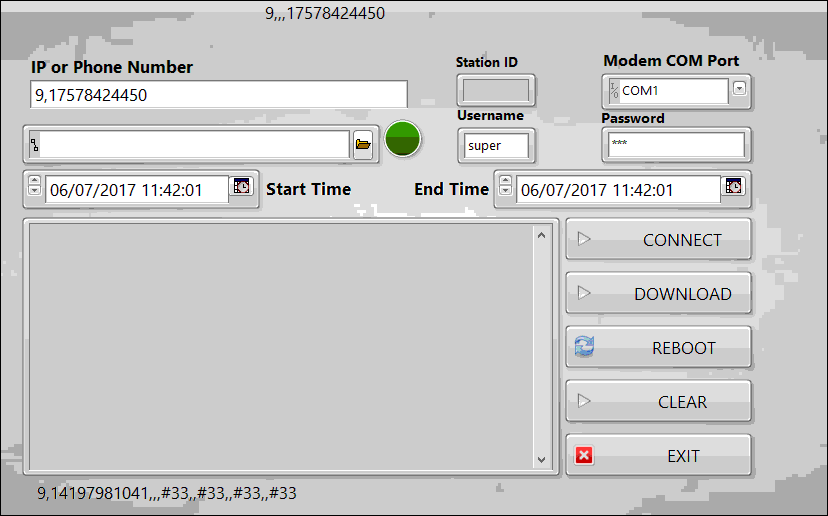 9,,,17578424450
IP or Phone Number
9,17578424450
Station ID
Modem COM Port
COM1
Username
super
Password
***
06/07/2017 11:42:01
Start Time
End Time
06/07/2017 11:42:01
CONNECT
DOWNLOAD
REBOOT
CLEAR
EXIT
9,14197981041,,,#33,,#33,,#33,,#33